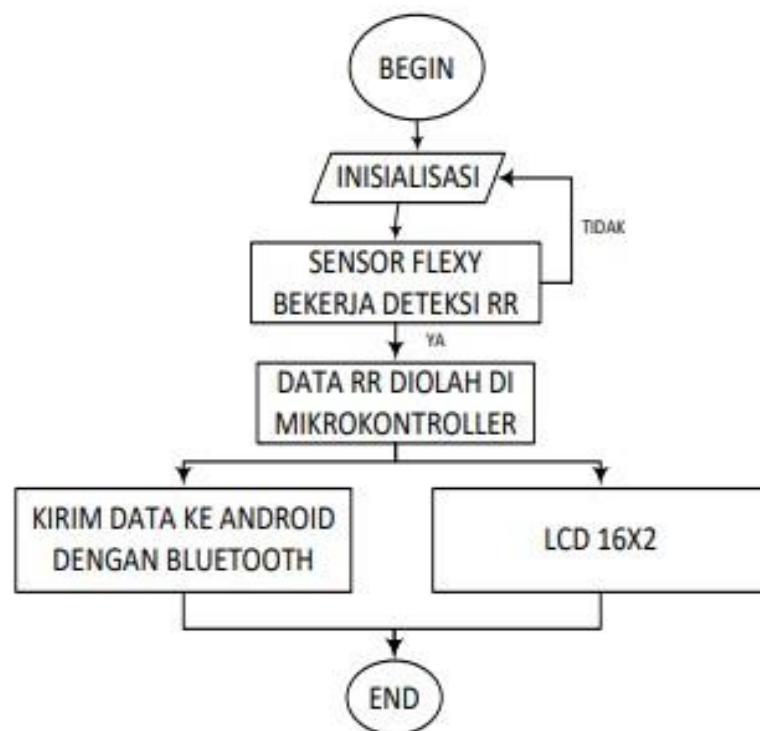 BEGIN
INISIALISASI
TIDAK
SENSOR FLEXY
BEKERJA DETEKSI RR
YA
DATA RR DIOLAH DI
MIKROKONTROLLER
KIRIM DATA KE ANDROID
DENGAN BLUETOOTH
LCD 16X2
END